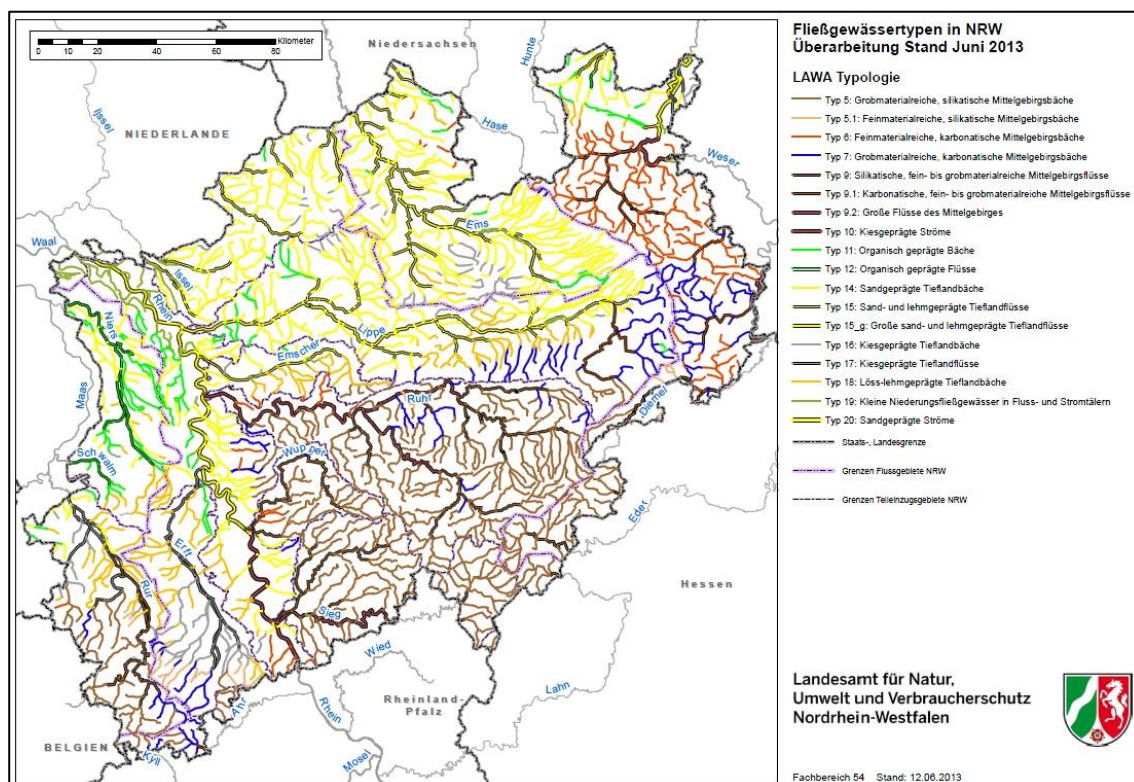 Kilometer
0 5 10 20 40 60 80
Niedersachsen
Hunte
Ijssel
NIEDERLANDE
Hase
Weser
Waal
Ems
Issel
Rhein
Niers
Lippe
Emscher
Maas
Ruhr
Diemel
Schwalm
Wupper
Eder
Erft
Hessen
Rur
Sieg
Wied
Lahn
Rheinland-
Pfalz
Ahr
Rhein
BELGIEN
Kyll
Mosel
Fließgewässertypen in NRW
Überarbeitung Stand Juni 2013
LAWA Typologie
Typ 5: Grobmaterialreiche, silikatische Mittelgebirgsbäche
Typ 5.1: Feinmaterialreiche, silikatische Mittelgebirgsbäche
Typ 6: Feinmaterialreiche, karbonatische Mittelgebirgsbäche
Typ 7: Grobmaterialreiche, karbonatische Mittelgebirgsbäche
Typ 9: Silikatische, fein- bis grobmaterialreiche Mittelgebirgsflüsse
Typ 9.1: Karbonatische, fein- bis grobmaterialreiche Mittelgebirgsflüsse
Typ 9.2: Große Flüsse des Mittelgebirges
Typ 10: Kiesgeprägte Ströme
Typ 11: Organisch geprägte Bäche
Typ 12: Organisch geprägte Flüsse
Typ 14: Sandgeprägte Tieflandbäche
Typ 15: Sand- und lehmgeprägte Tieflandflüsse
Typ 15_g: Große sand- und lehmgeprägte Tieflandflüsse
Typ 16: Kiesgeprägte Tieflandbäche
Typ 17: Kiesgeprägte Tieflandflüsse
Typ 18: Löss-lehmgeprägte Tieflandbäche
Typ 19: Kleine Niederungsfließgewässer in Fluss- und Stromtälern
Typ 20: Sandgeprägte Ströme
Staats-, Landesgrenze
Grenzen Flussgebiete NRW
Grenzen Teileinzugsgebiete NRW
Landesamt für Natur,
Umwelt und Verbraucherschutz
Nordrhein-Westfalen
Fachbereich 54 Stand: 12.06.2013